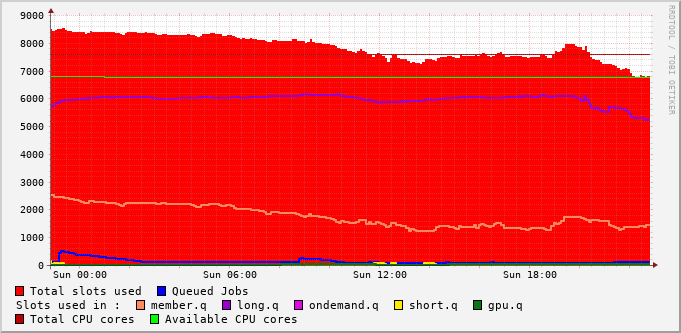 9000
8000
7000
6000
5000
4000
3000
2000
1000
0
Sun 00:00 Sun 06:00 Sun 12:00 Sun 18:00
Total slots used Queued Jobs
Slots used in : member.q long.q ondemand.q short.q gpu.q
Total CPU cores Available CPU cores
RRDTOOL / TOBI OETIKER